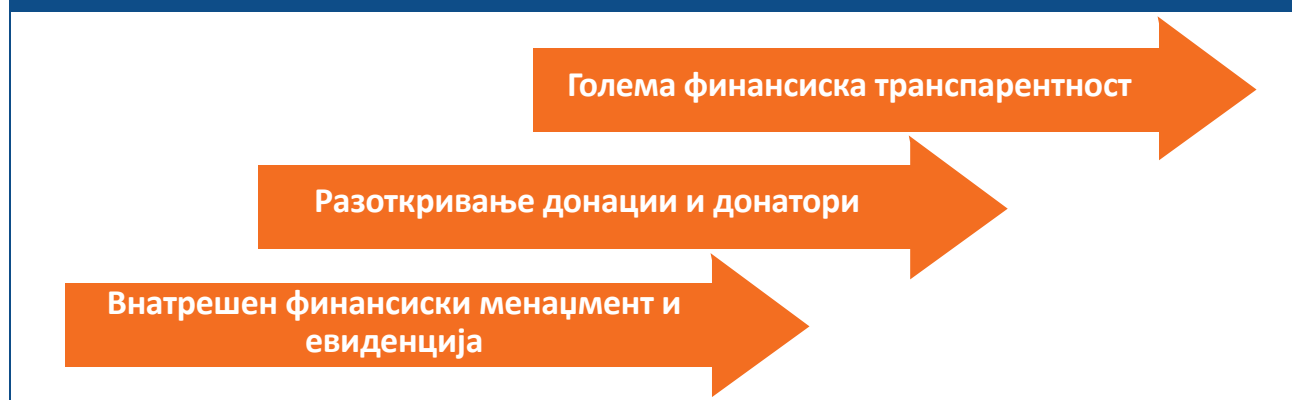 Голема финансиска транспарентност
Разоткривање донации и донатори
Внатрешен финансиски менаџмент и
евиденција